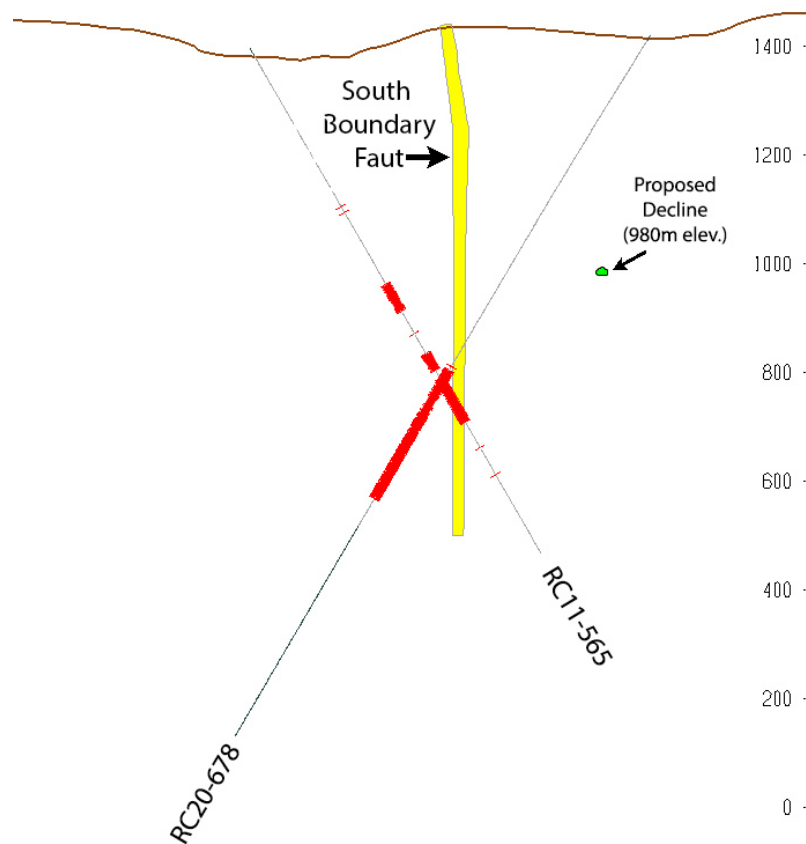 South
Boundary
Faut
Proposed
Decline
(980m elev.)
1400
1200
1000
800
600
400
200
0
RC11-565
RC20-678